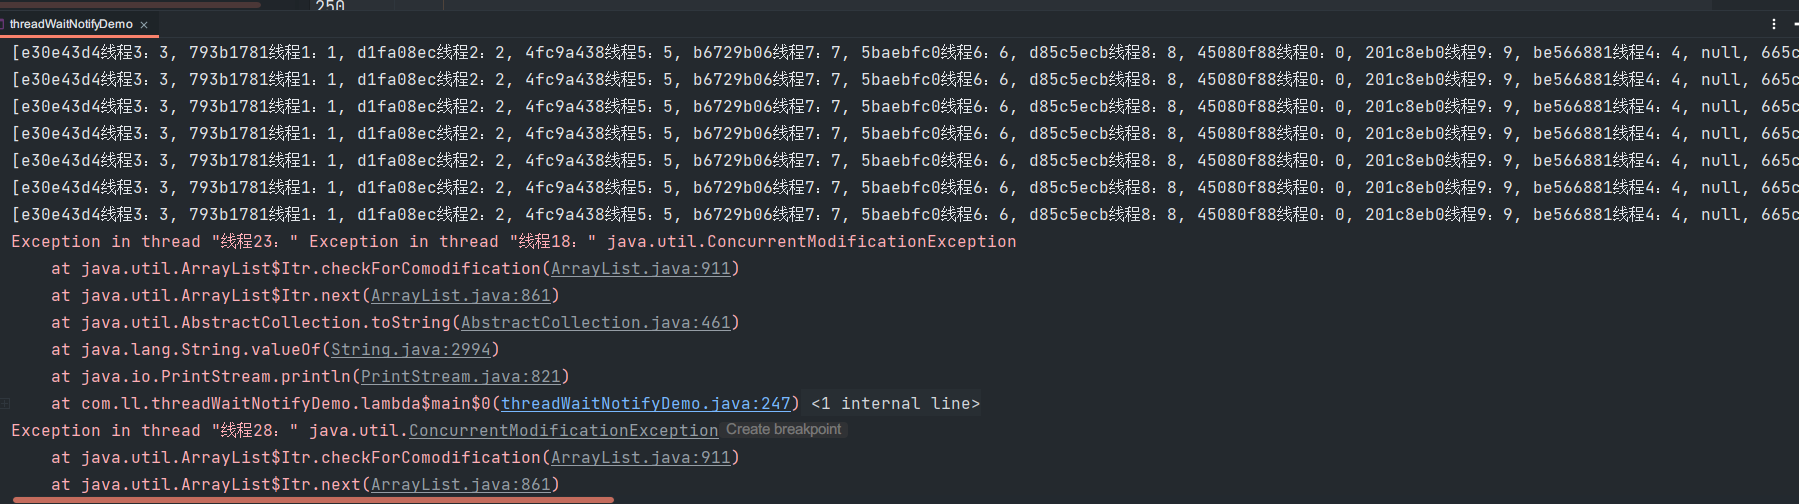 250
threadWaitNotifyDemo ×
[e30e43d4线程3：3, 793b1781线程1：1, d1fa08ec线程2：2, 4fc9a438线程5：5, b6729b06线程7：7, 5baebfc0线程6：6, d85c5ecb线程8：8, 45080f88线程0：0, 201c8eb0线程9：9, be566881线程4：4, null, 665c
[e30e43d4线程3：3, 793b1781线程1：1, d1fa08ec线程2：2, 4fc9a438线程5：5, b6729b06线程7：7, 5baebfc0线程6：6, d85c5ecb线程8：8, 45080f88线程0：0, 201c8eb0线程9：9, be566881线程4：4, null, 665c
[e30e43d4线程3：3, 793b1781线程1：1, d1fa08ec线程2：2, 4fc9a438线程5：5, b6729b06线程7：7, 5baebfc0线程6：6, d85c5ecb线程8：8, 45080f88线程0：0, 201c8eb0线程9：9, be566881线程4：4, null, 665c
[e30e43d4线程3：3, 793b1781线程1：1, d1fa08ec线程2：2, 4fc9a438线程5：5, b6729b06线程7：7, 5baebfc0线程6：6, d85c5ecb线程8：8, 45080f88线程0：0, 201c8eb0线程9：9, be566881线程4：4, null, 665c
[e30e43d4线程3：3, 793b1781线程1：1, d1fa08ec线程2：2, 4fc9a438线程5：5, b6729b06线程7：7, 5baebfc0线程6：6, d85c5ecb线程8：8, 45080f88线程0：0, 201c8eb0线程9：9, be566881线程4：4, null, 665c
[e30e43d4线程3：3, 793b1781线程1：1, d1fa08ec线程2：2, 4fc9a438线程5：5, b6729b06线程7：7, 5baebfc0线程6：6, d85c5ecb线程8：8, 45080f88线程0：0, 201c8eb0线程9：9, be566881线程4：4, null, 665c
[e30e43d4线程3：3, 793b1781线程1：1, d1fa08ec线程2：2, 4fc9a438线程5：5, b6729b06线程7：7, 5baebfc0线程6：6, d85c5ecb线程8：8, 45080f88线程0：0, 201c8eb0线程9：9, be566881线程4：4, null, 665c
Exception in thread "线程23：" Exception in thread "线程18：" java.util.ConcurrentModificationException
at java.util.ArrayList$Itr.checkForComodification(ArrayList.java:911)
at java.util.ArrayList$Itr.next(ArrayList.java:861)
at java.util.AbstractCollection.toString(AbstractCollection.java:461)
at java.lang.String.valueOf(String.java:2994)
at java.io.PrintStream.println(PrintStream.java:821)
at com.ll.threadWaitNotifyDemo.lambda$main$0(threadWaitNotifyDemo.java:247) <1 internal line>
Exception in thread "线程28：" java.util.ConcurrentModificationException Create breakpoint
at java.util.ArrayList$Itr.checkForComodification(ArrayList.java:911)
at java.util.ArrayList$Itr.next(ArrayList.java:861)